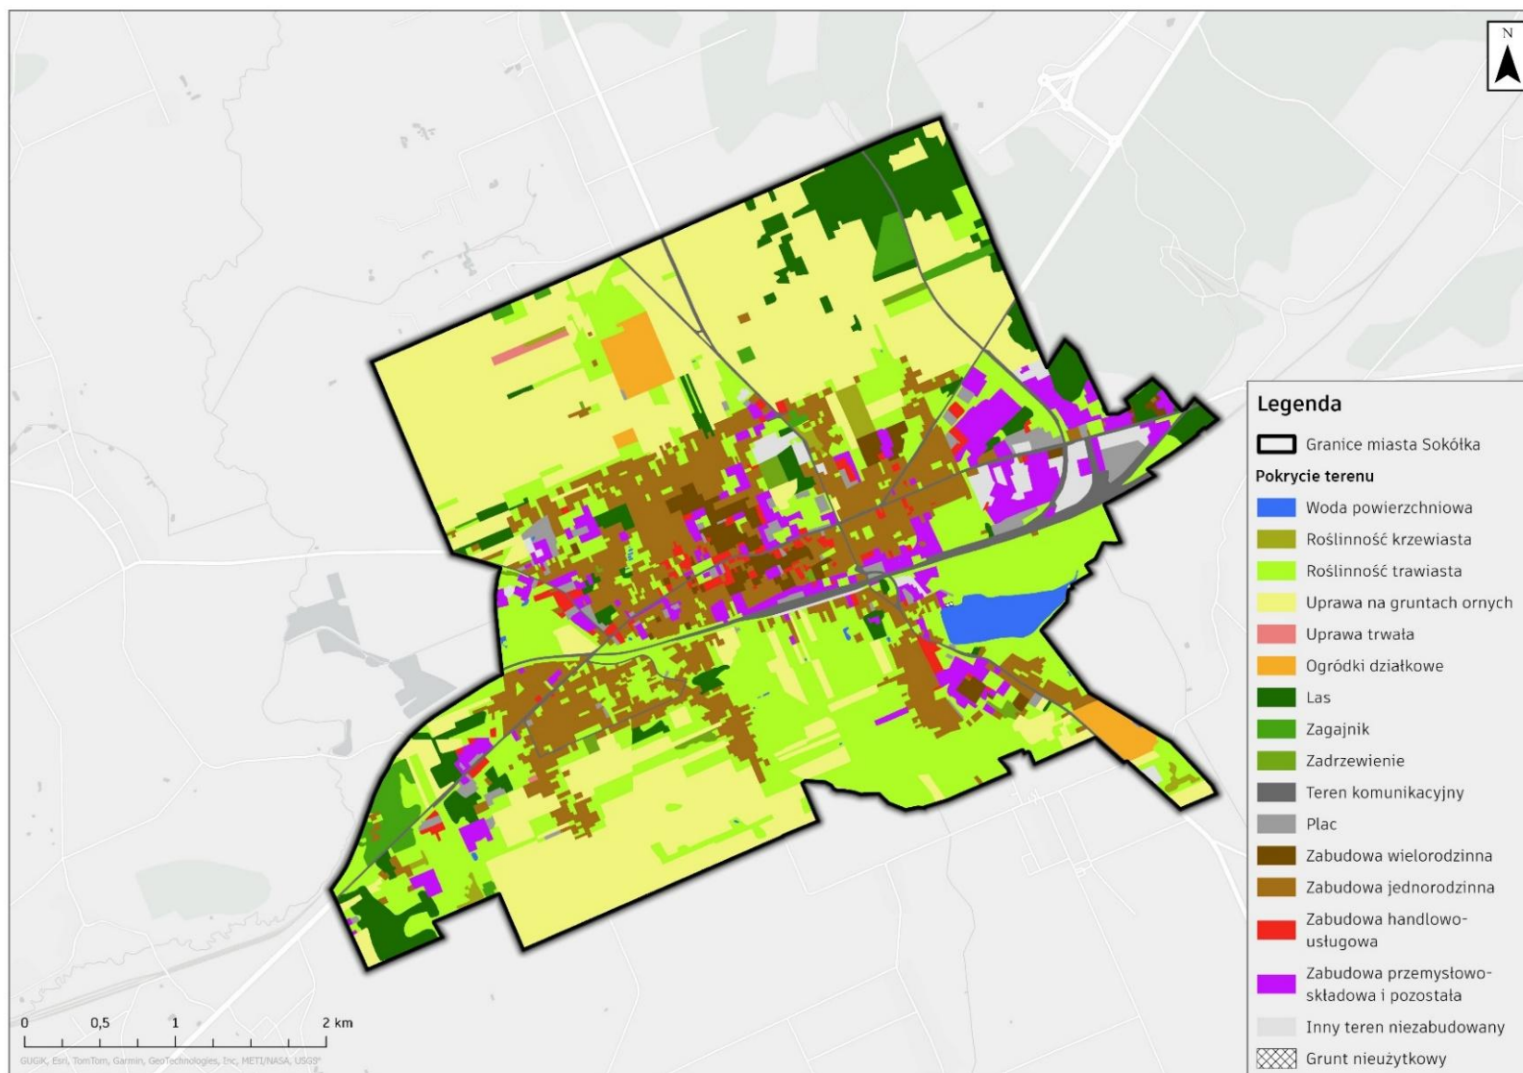 N
Legenda
Granice miasta Sokółka
Pokrycie terenu
Woda powierzchniowa
Roślinność krzewiasta
Roślinność trawiasta
Uprawa na gruntach ornych
Uprawa trwała
Ogródki działkowe
Las
Zagajnik
Zadrzewienie
Teren komunikacyjny
Plac
Zabudowa wielorodzinna
Zabudowa jednorodzinna
Zabudowa handlowo-
usługowa
Zabudowa przemysłowo-
składowa i pozostała
Inny teren niezabudowany
Grunt nieużytkowy
0 0,5 1 2 km
GUGIK, Esri, TomTom, Garmin, GeoTechnologies, Inc, METI/NASA, USGS